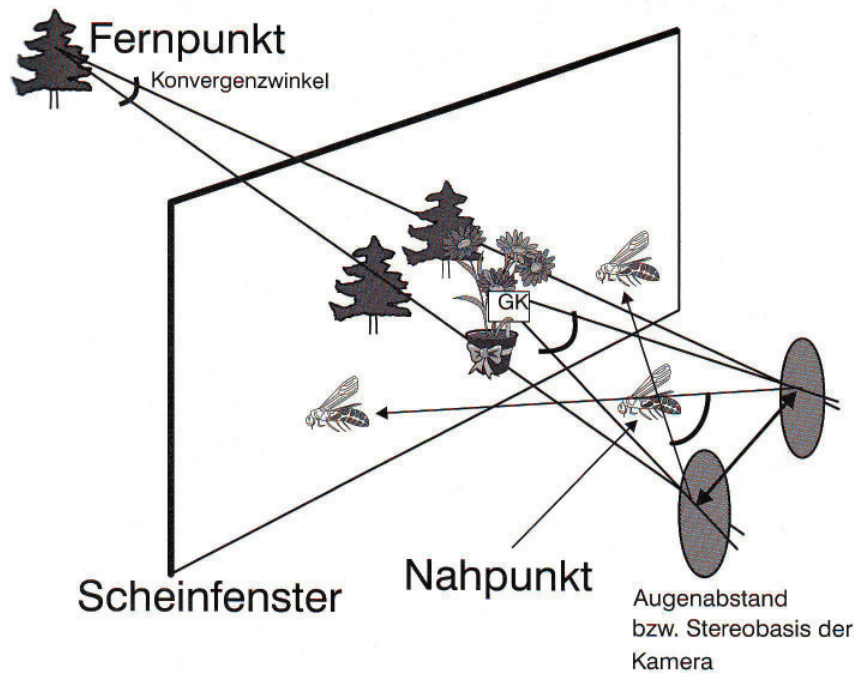 Fernpunkt
Konvergenzwinkel
GK
Scheinfenster
Nahpunkt
Augenabstand
bzw. Stereobasis der
Kamera